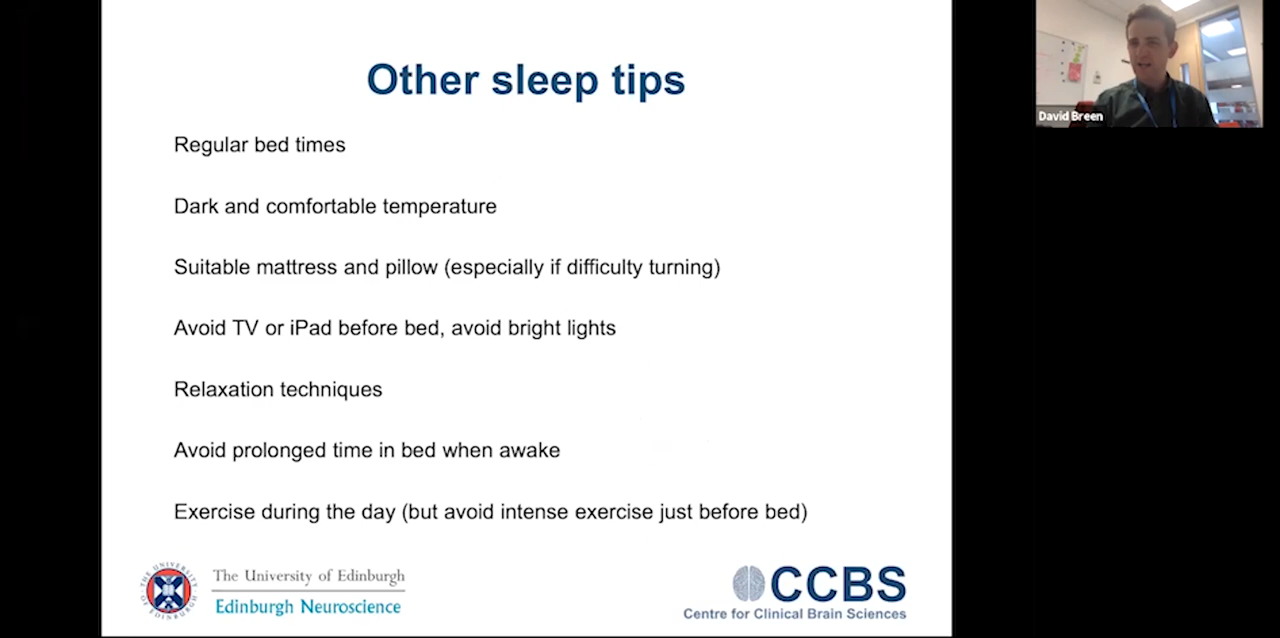 Other sleep tips
David Breen
Regular bed times
Dark and comfortable temperature
Suitable mattress and pillow (especially if difficulty turning)
Avoid TV or iPad before bed, avoid bright lights
Relaxation techniques
Avoid prolonged time in bed when awake
Exercise during the day (but avoid intense exercise just before bed)
The University of Edinburgh
Edinburgh Neuroscience
CCBS
Centre for Clinical Brain Sciences